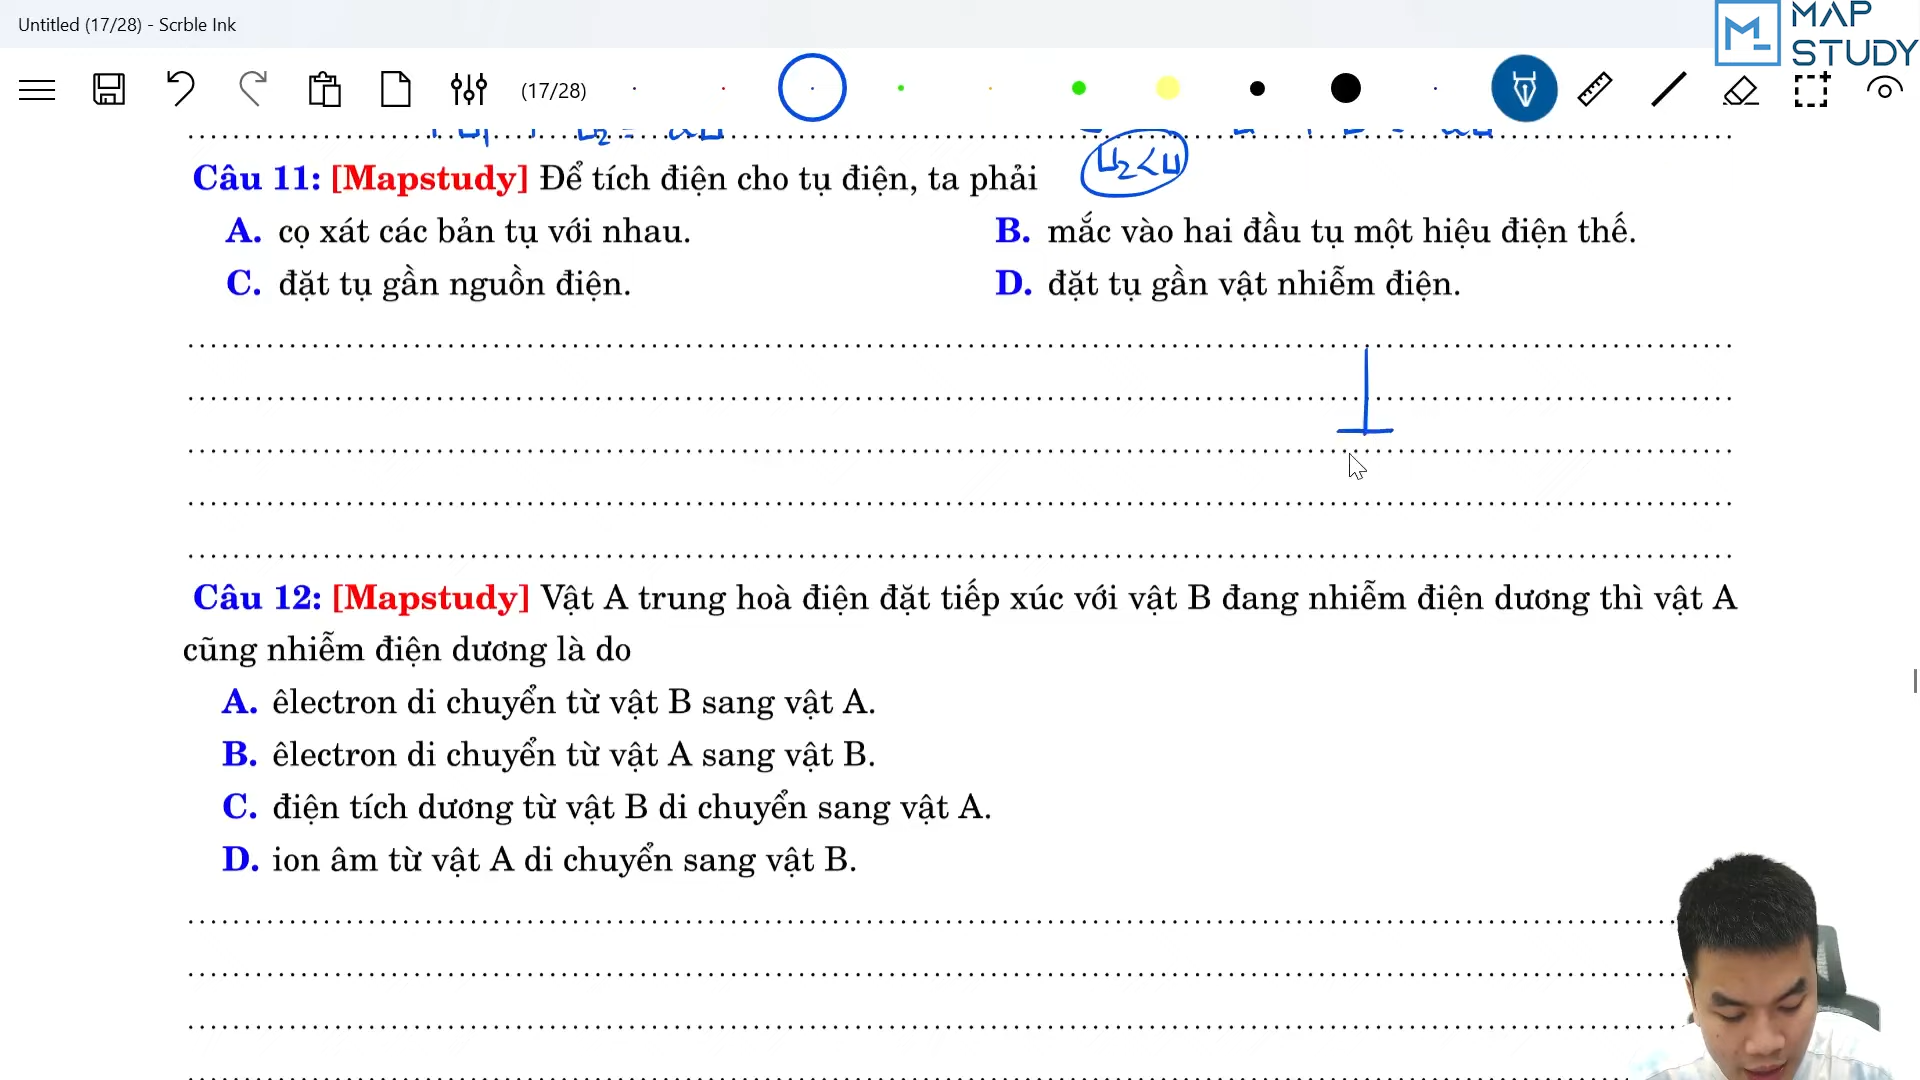 Untitled (17/28) - Scrble Ink
MAP
STUDY
(17/28)
U₂ < U
Câu 11: [Mapstudy] Để tích điện cho tụ điện, ta phải
A. cọ xát các bản tụ với nhau.
B. mắc vào hai đầu tụ một hiệu điện thế.
C. đặt tụ gần nguồn điện.
D. đặt tụ gần vật nhiễm điện.
Câu 12: [Mapstudy] Vật A trung hoà điện đặt tiếp xúc với vật B đang nhiễm điện dương thì vật A
cũng nhiễm điện dương là do
A. êlectron di chuyển từ vật B sang vật A.
B. êlectron di chuyển từ vật A sang vật B.
C. điện tích dương từ vật B di chuyển sang vật A.
D. ion âm từ vật A di chuyển sang vật B.